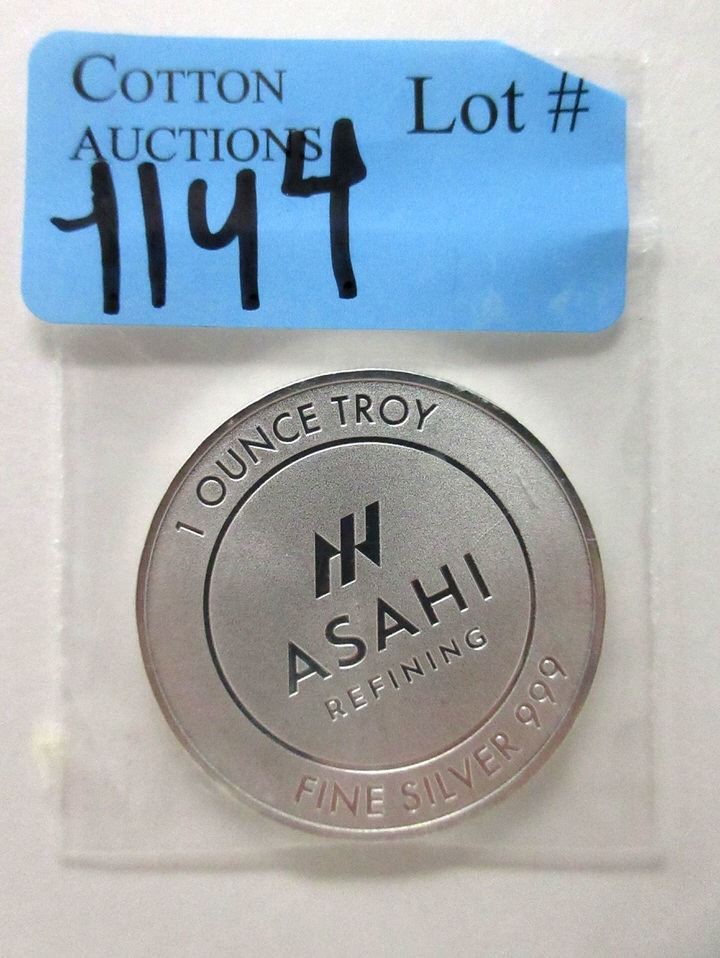 COTTON
AUCTIONS
Lot #
1144
1 OUNCE TROY
ASAHI
REFINING
FINE SILVER 999